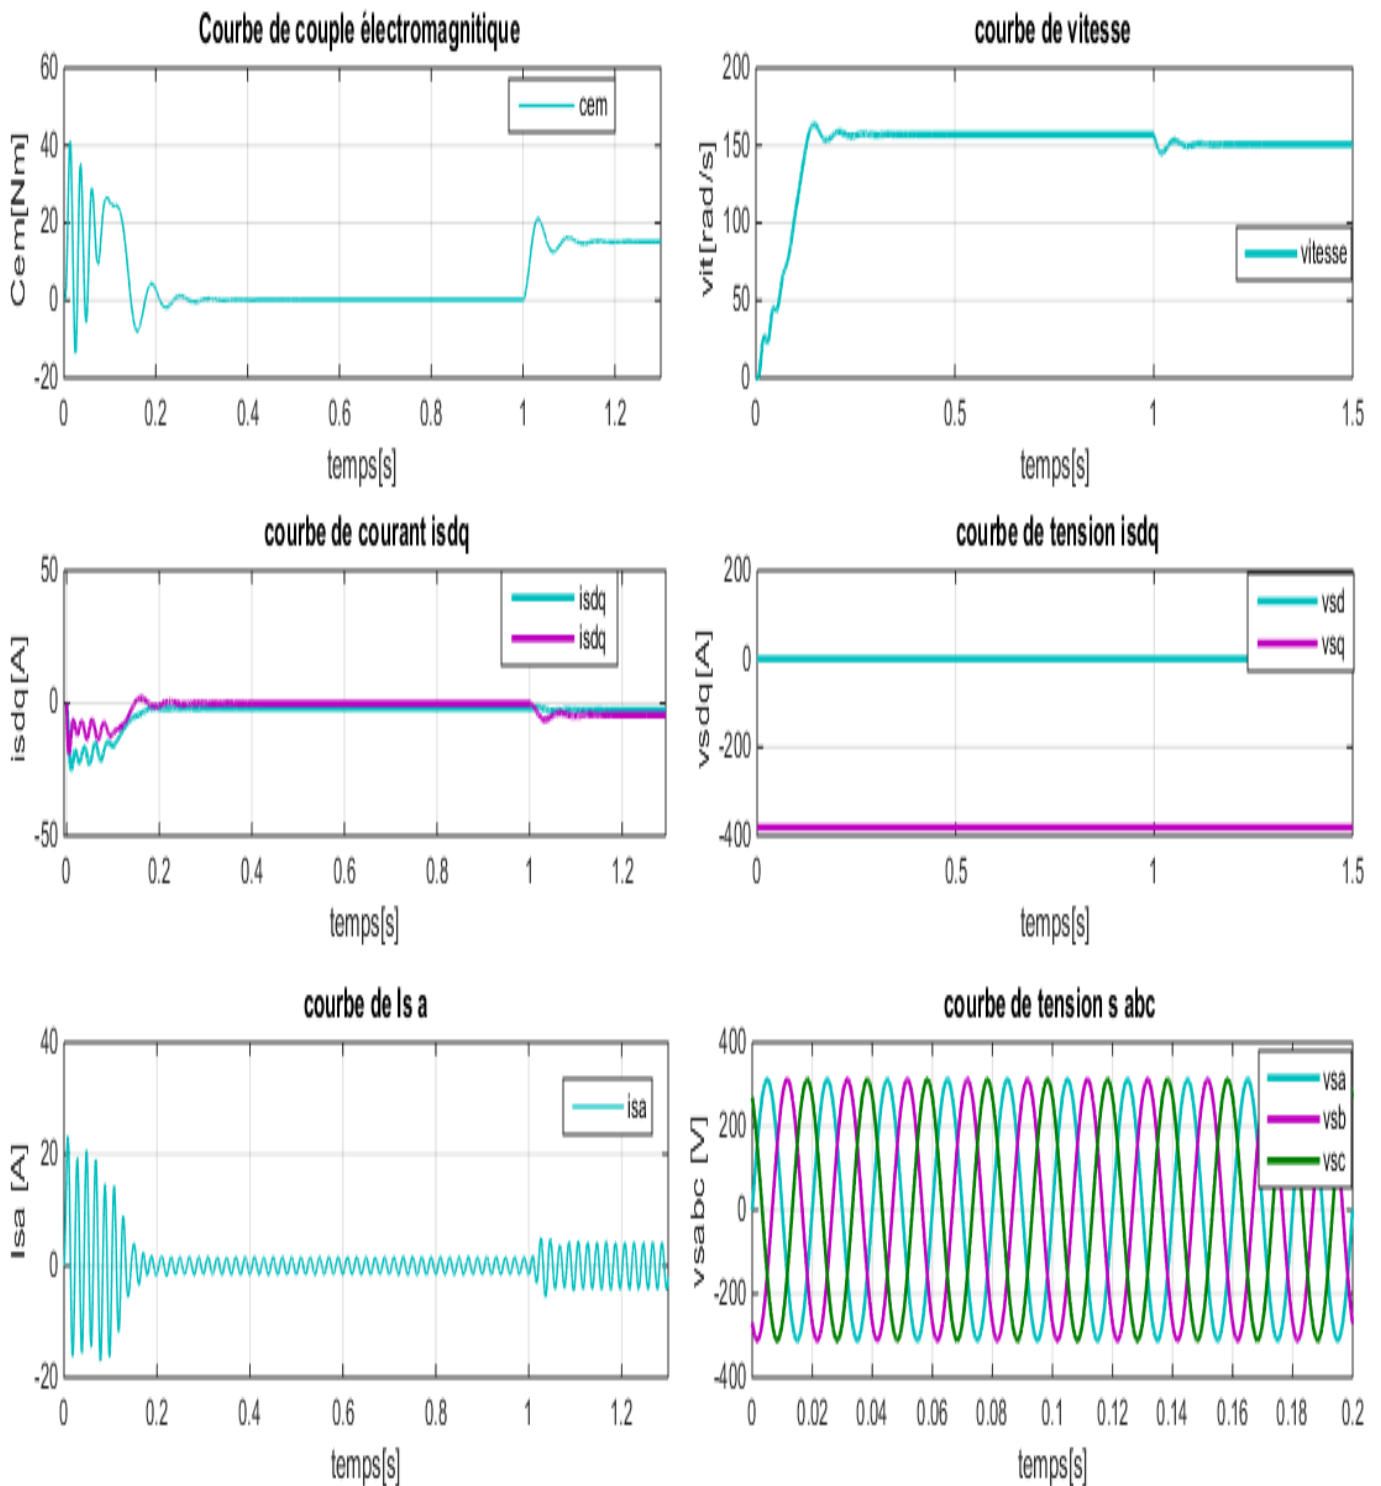 Courbe de couple électromagnitique
60
40
20
0
-20
Cem[Nm]
cem
0 0.2 0.4 0.6 0.8 1 1.2
temps[s]
courbe de vitesse
200
150
100
50
0
vit[rad/s]
vitesse
0 0.5 1 1.5
temps[s]
courbe de courant isdq
50
0
-50
isdq[A]
isdq
isdq
0 0.2 0.4 0.6 0.8 1 1.2
temps[s]
courbe de tension isdq
200
0
-200
-400
vsdq[A]
vsd
vsq
0 0.5 1 1.5
temps[s]
courbe de Is a
40
20
0
-20
Isa [A]
isa
0 0.2 0.4 0.6 0.8 1 1.2
temps[s]
courbe de tension s abc
400
200
0
-200
-400
vsabc [V]
vsa
vsb
vsc
0 0.02 0.04 0.06 0.08 0.1 0.12 0.14 0.16 0.18 0.2
temps[s]